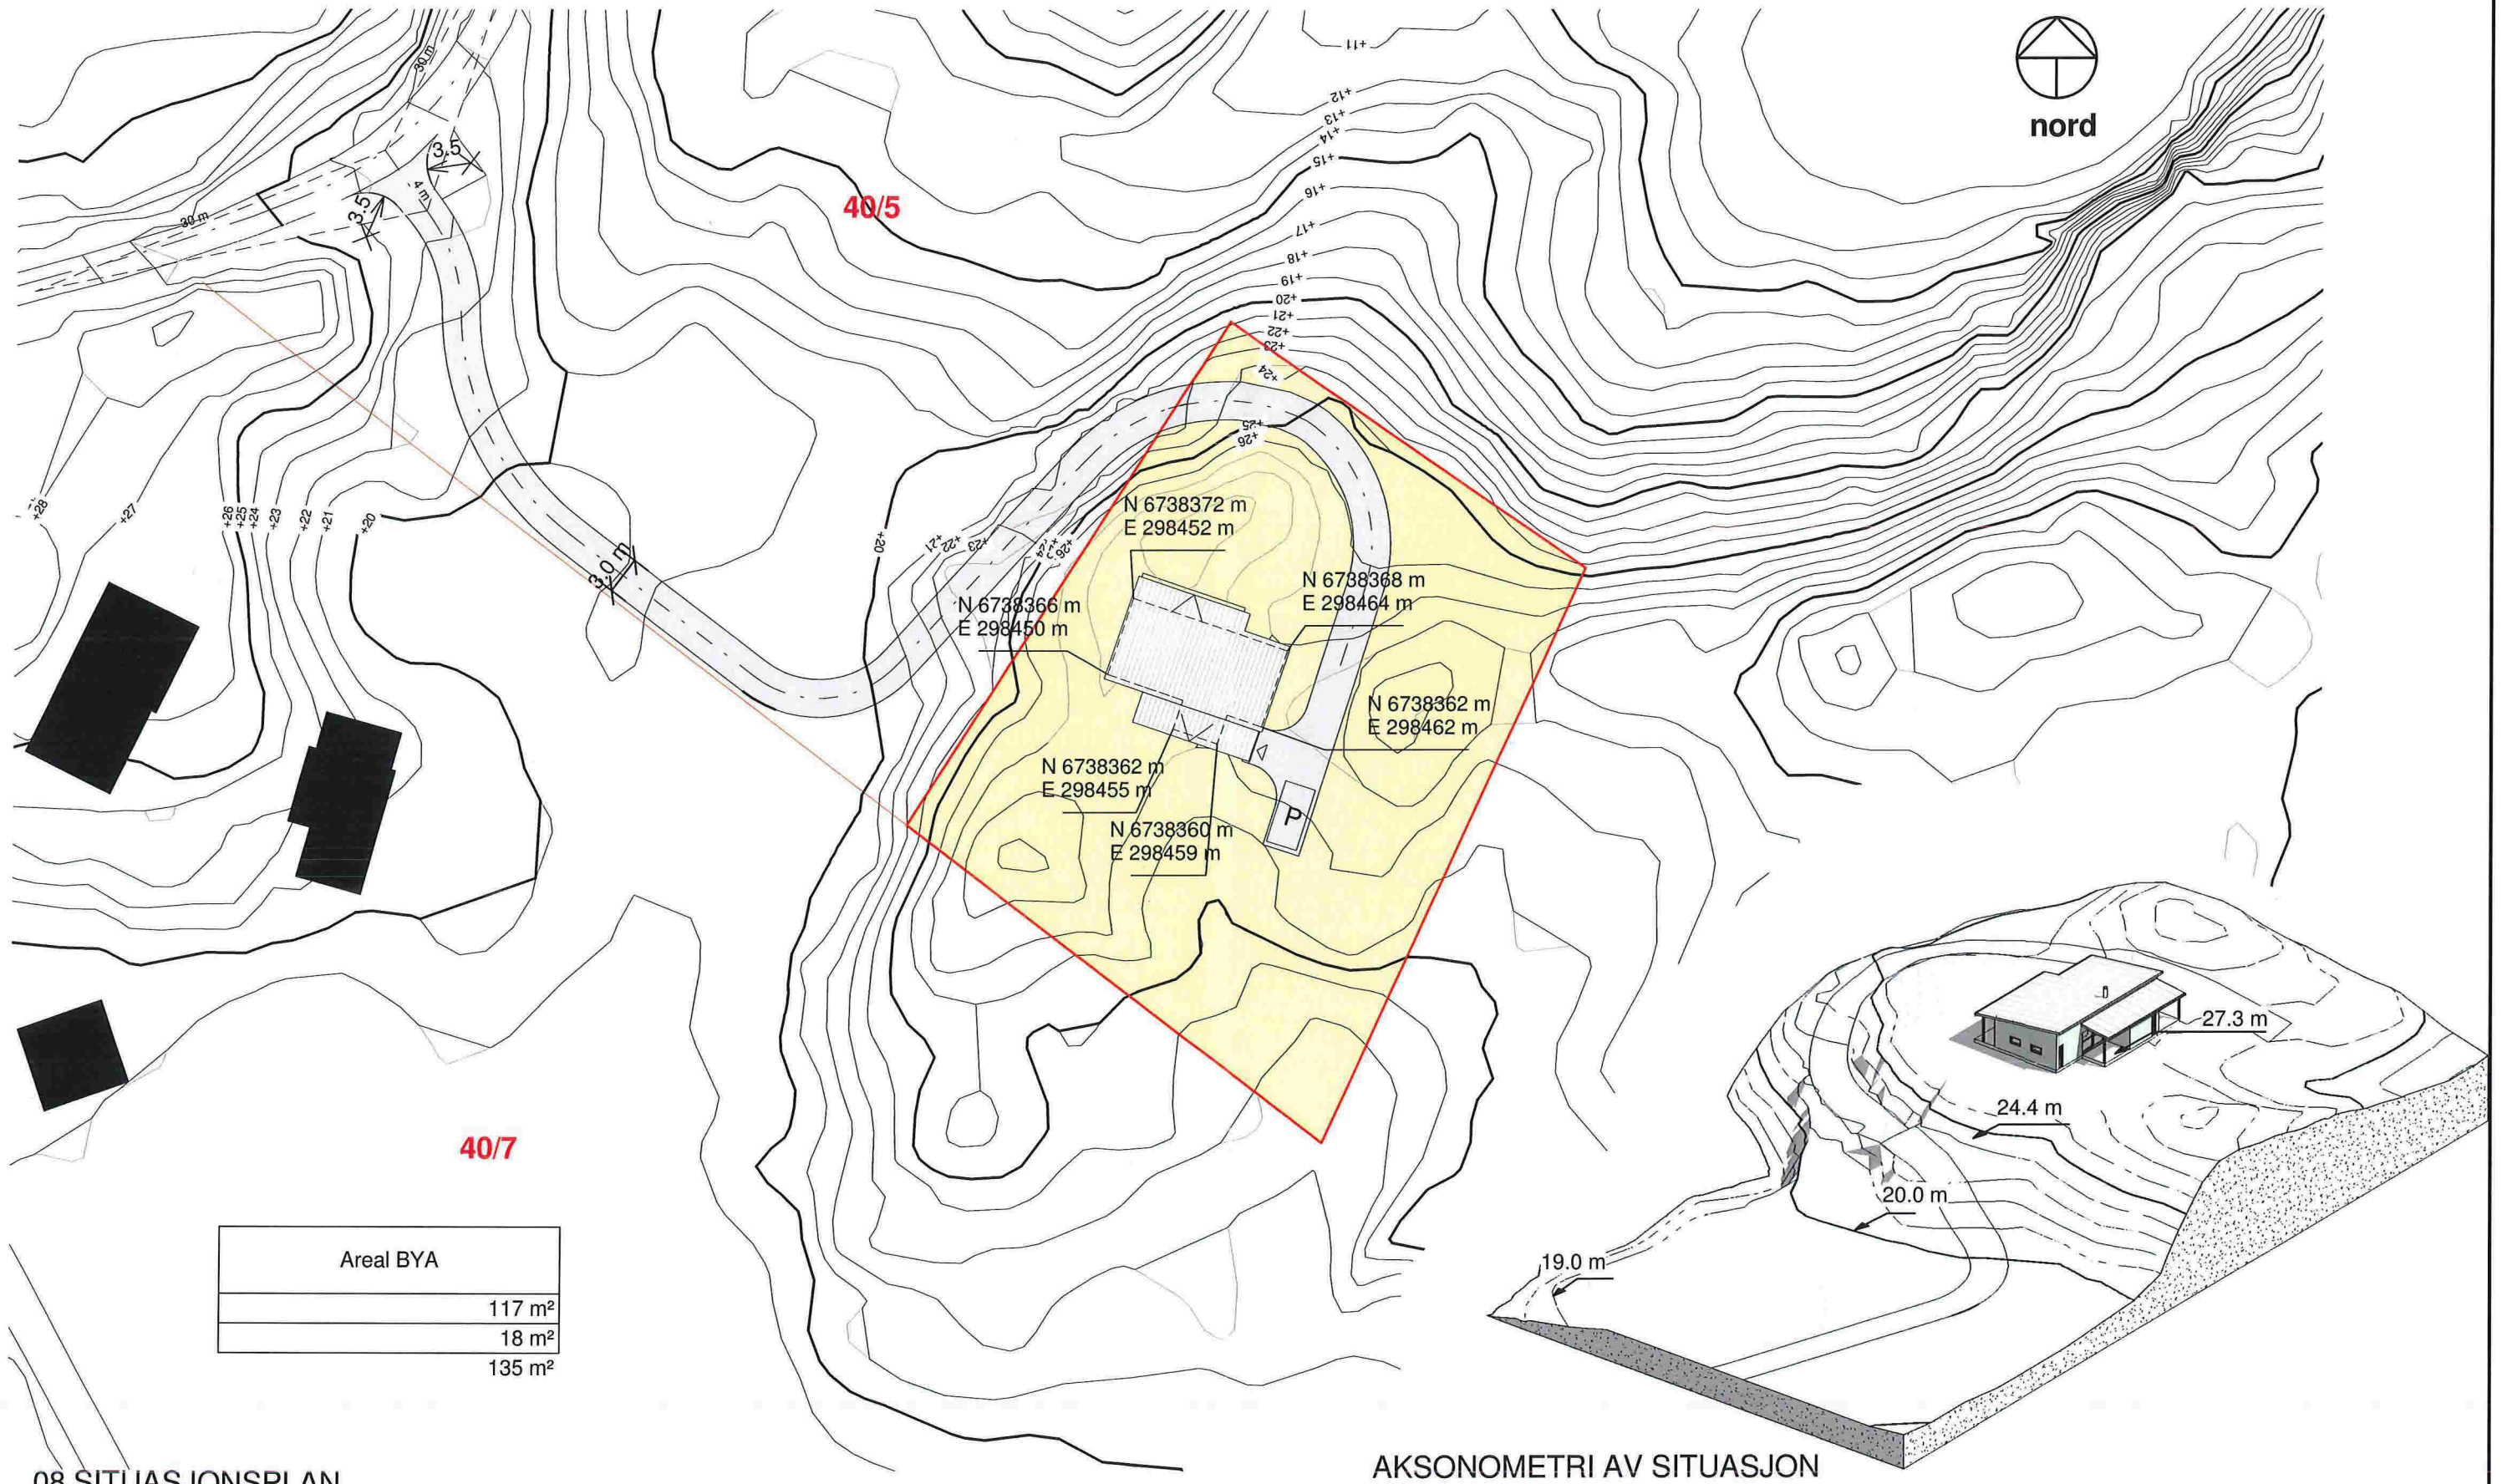 +11
+12
+13
+14
+15
+16
+17
+18
+19
+20
+21
+22
+23
+24
+25
+26
nord
30 m
30 m
3.5
3.5
4 m
40/5
+28
+27
+26
+25
+24
+23
+22
+21
+20
3.0 m
+20
+21
+22
+23
+24
+26
N 6738372 m
E 298452 m
N 6738368 m
E 298464 m
N 6738366 m
E 298450 m
N 6738362 m
E 298462 m
N 6738362 m
E 298455 m
N 6738360 m
E 298459 m
P
40/7
Areal BYA
117 m²
18 m²
135 m²
27.3 m
24.4 m
20.0 m
19.0 m
08 SITUASJONSPLAN
AKSONOMETRI AV SITUASJON